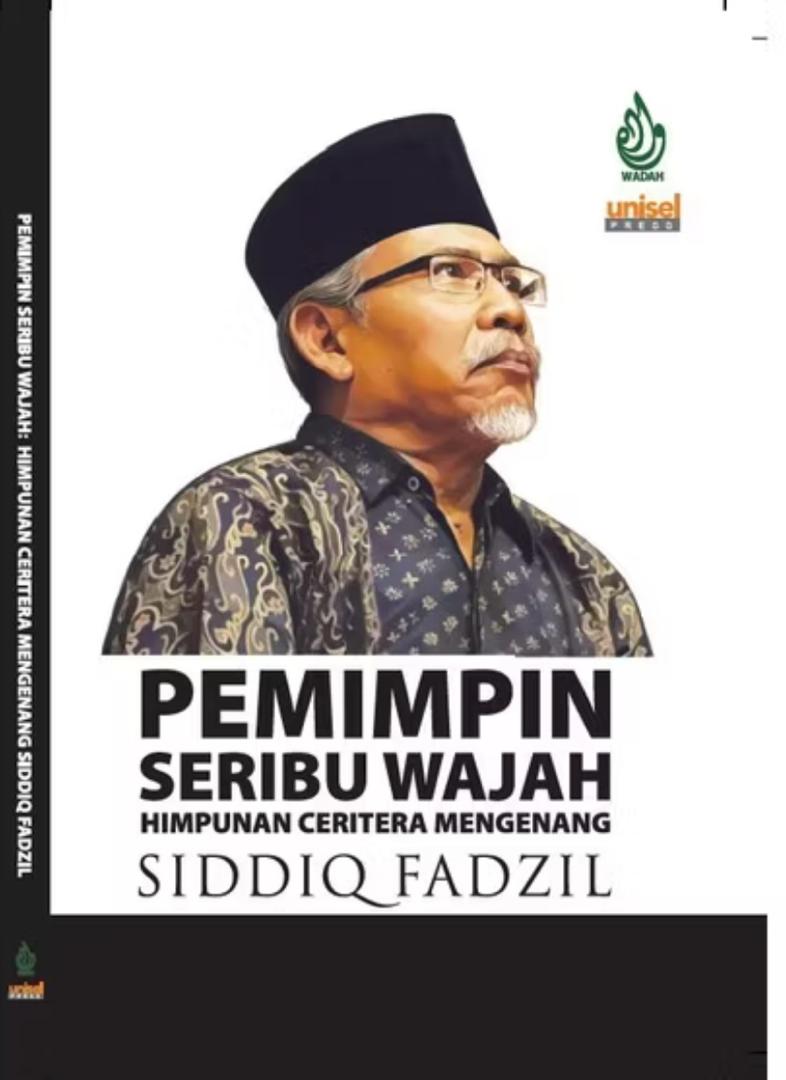 WADAH
unisel
PRESS
PEMIMPIN
SERIBU WAJAH
HIMPUNAN CERITERA MENGENANG
SIDDIQ FADZIL
PEMIMPIN SERIBU WAJAH: HIMPUNAN CERITERA MENGENANG SIDDIQ FADZIL
unisel
PRESS